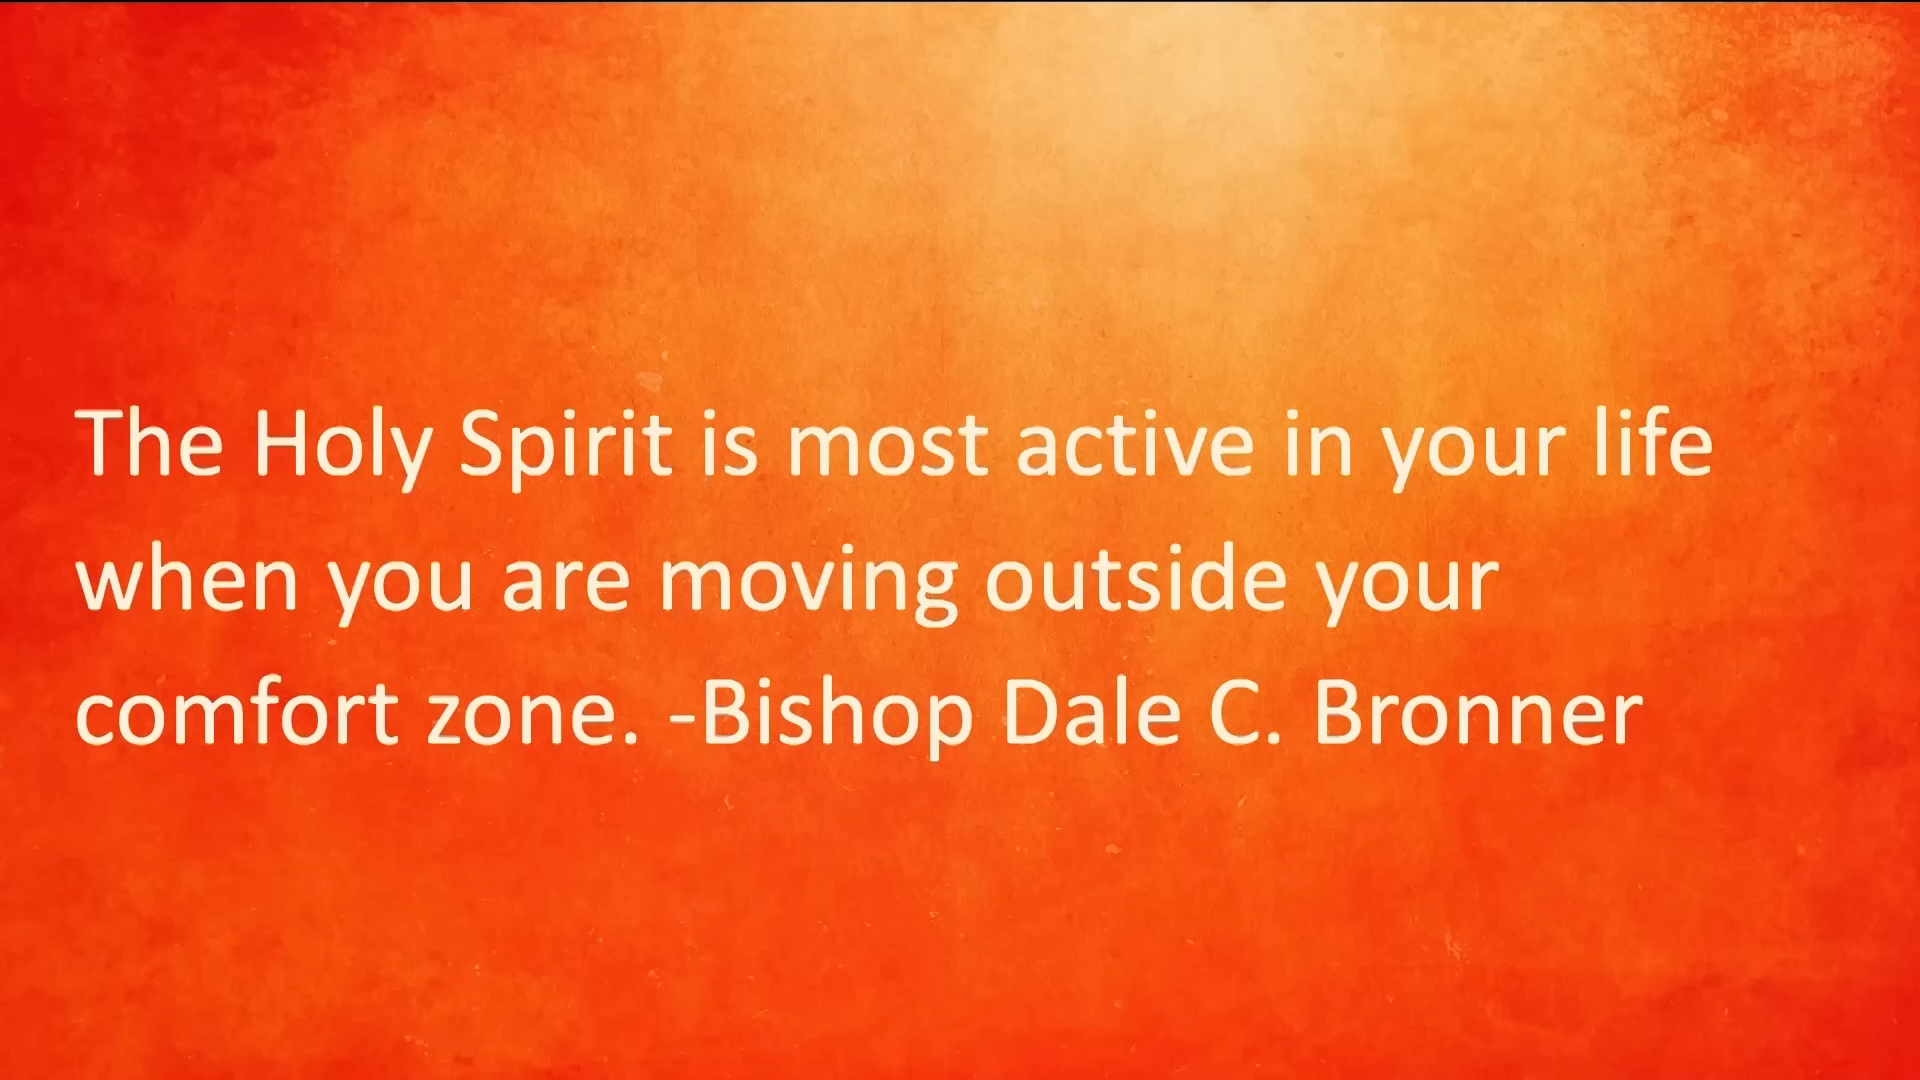 The Holy Spirit is most active in your life
when you are moving outside your
comfort zone. -Bishop Dale C. Bronner